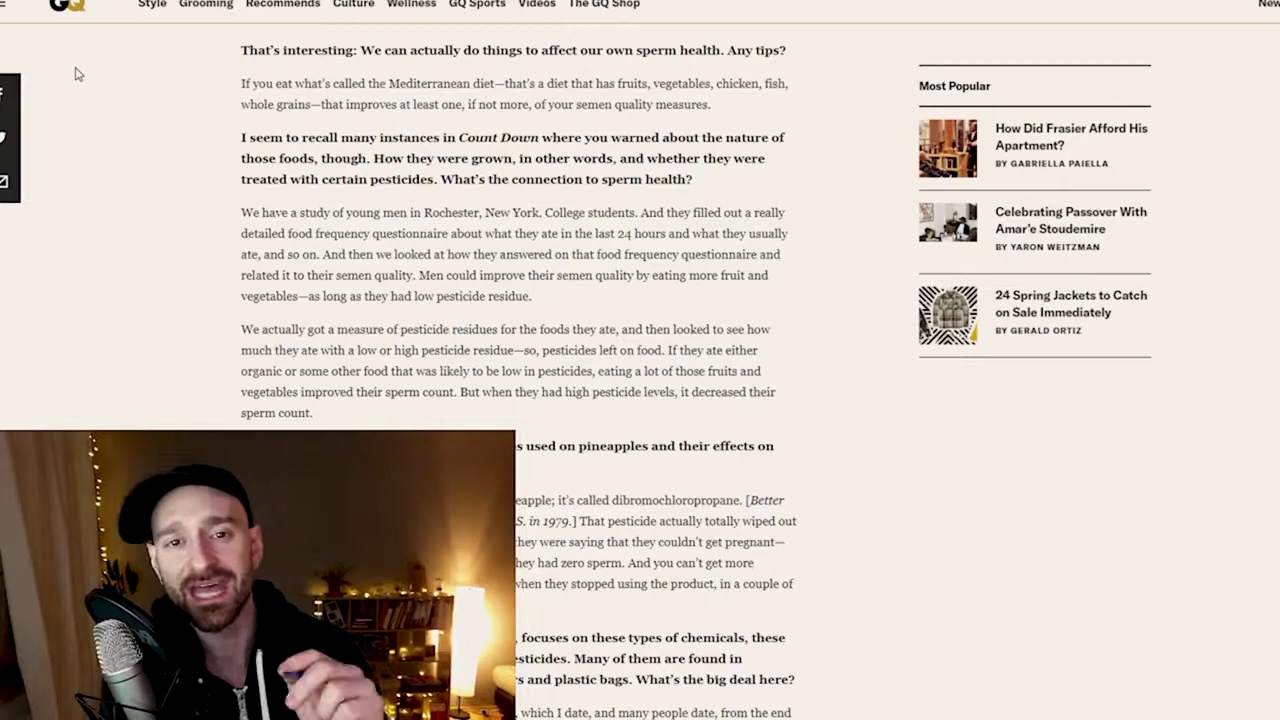 GQ
Style Grooming Recommends Culture Wellness GQ Sports Videos The GQ Shop
That's interesting: We can actually do things to affect our own sperm health. Any tips?
If you eat what's called the Mediterranean diet—that's a diet that has fruits, vegetables, chicken, fish,
whole grains—that improves at least one, if not more, of your semen quality measures.
I seem to recall many instances in Count Down where you warned about the nature of
those foods, though. How they were grown, in other words, and whether they were
treated with certain pesticides. What's the connection to sperm health?
We have a study of young men in Rochester, New York. College students. And they filled out a really
detailed food frequency questionnaire about what they ate in the last 24 hours and what they usually
ate, and so on. And then we looked at how they answered on that food frequency questionnaire and
related it to their semen quality. Men could improve their semen quality by eating more fruit and
vegetables—as long as they had low pesticide residue.
We actually got a measure of pesticide residues for the foods they ate, and then looked to see how
much they ate with a low or high pesticide residue—so, pesticides left on food. If they ate either
organic or some other food that was likely to be low in pesticides, eating a lot of those fruits and
vegetables improved their sperm count. But when they had high pesticide levels, it decreased their
sperm count.
used on pineapples and their effects on
it's called dibromochloropropane. [Better
in 1979.] That pesticide actually totally wiped out
they were saying that they couldn't get pregnant—
they had zero sperm. And you can't get more
when they stopped using the product, in a couple of
focuses on these types of chemicals, these
Many of them are found in
and plastic bags. What's the big deal here?
, which I date, and many people date, from the end
Most Popular
How Did Frasier Afford His
Apartment?
BY GABRIELLA PAIELLA
Celebrating Passover With
Amar'e Stoudemire
BY YARON WEITZMAN
24 Spring Jackets to Catch
on Sale Immediately
BY GERALD ORTIZ